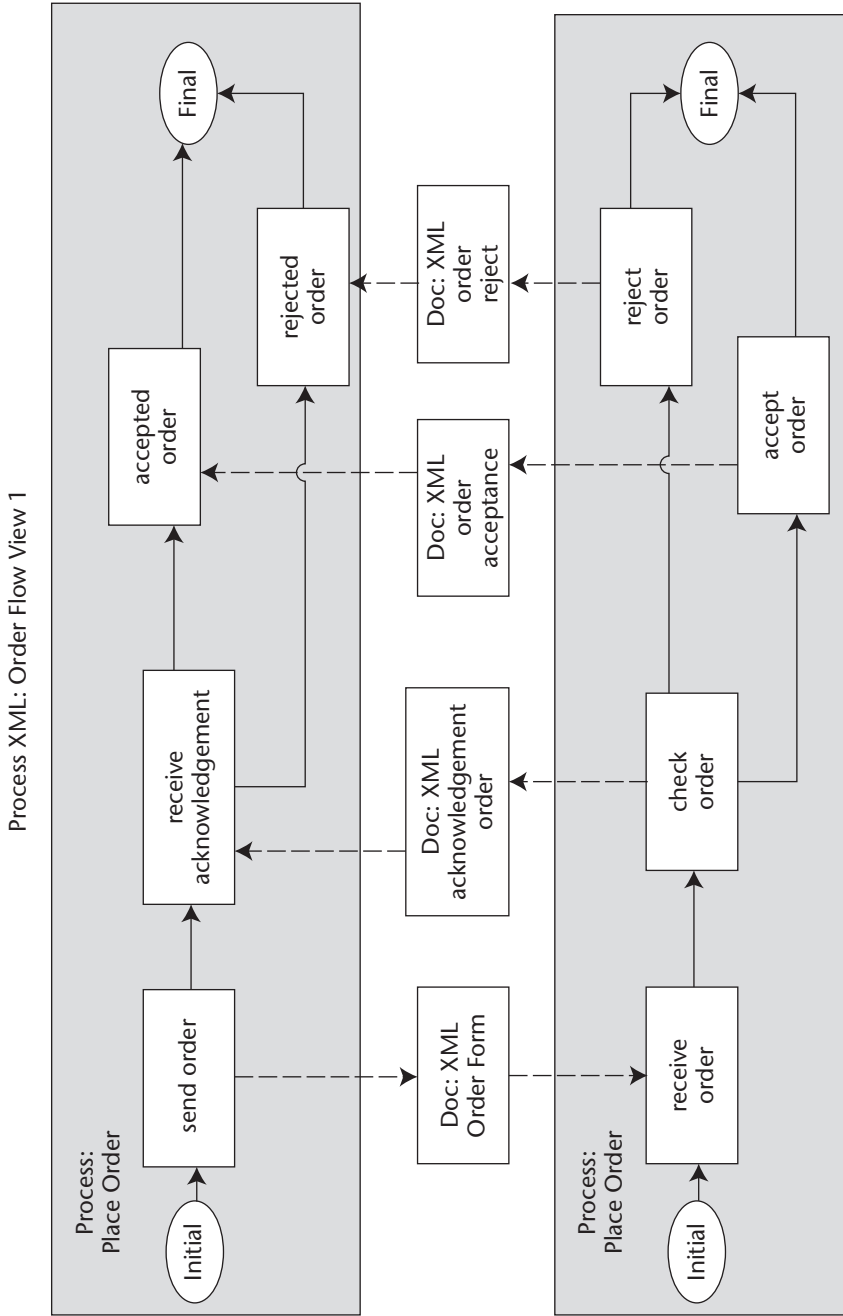 Process XML: Order Flow View 1
Process:
Place Order
Initial
send order
receive
acknowledgement
accepted
order
rejected
order
Final
Doc: XML
Order Form
Doc: XML
acknowledgement
order
Doc: XML
order
acceptance
Doc: XML
order
reject
Process:
Place Order
Initial
receive
order
check
order
accept
order
reject
order
Final